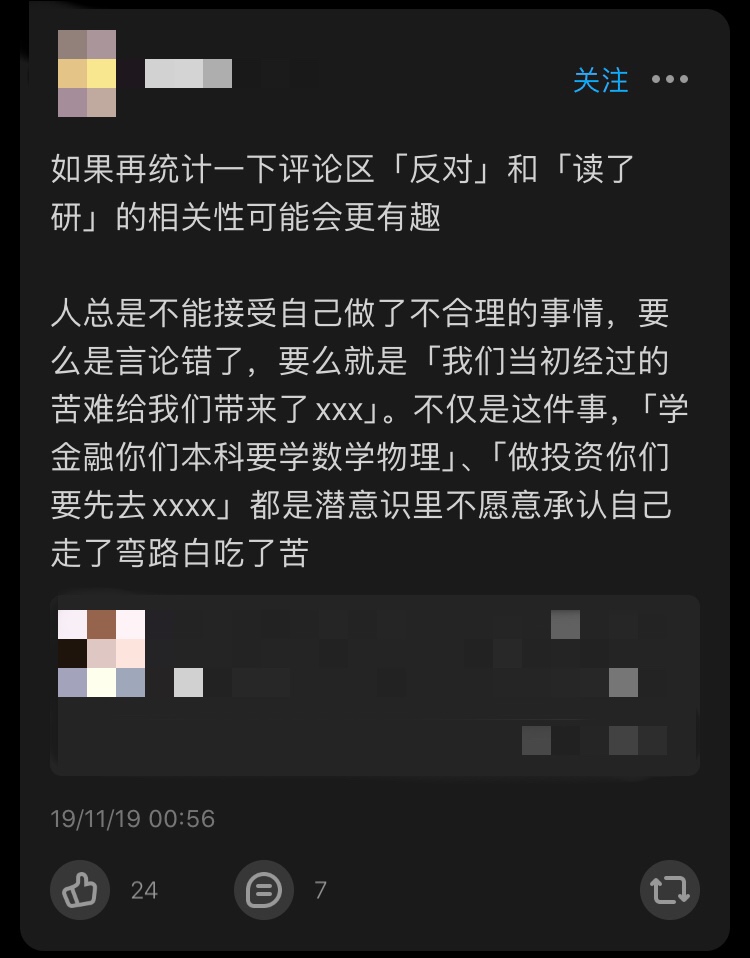 关注
如果再统计一下评论区「反对」和「读了
研」的相关性可能会更有趣
人总是不能接受自己做了不合理的事情，要
么是言论错了，要么就是「我们当初经过的
苦难给我们带来了 xxx」。不仅是这件事，「学
金融你们本科要学数学物理」、「做投资你们
要先去 xxxx」都是潜意识里不愿意承认自己
走了弯路白吃了苦
19/11/19 00:56
24
7